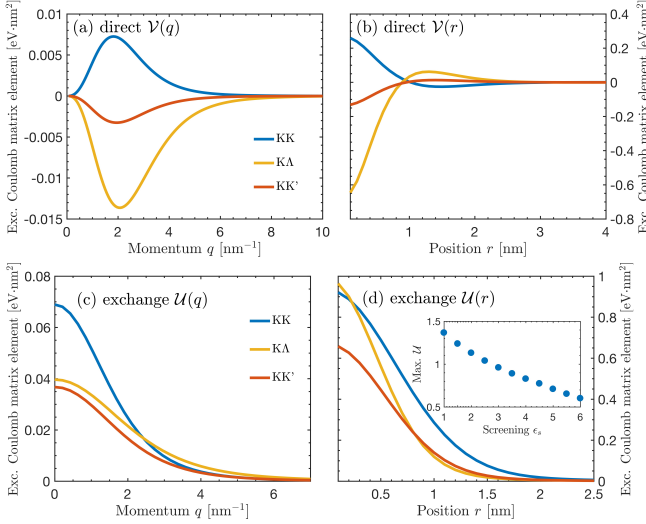 (a) direct 𝒱(q)
Exc. Coulomb matrix element [eV·nm²]
0.01
0.005
0
-0.005
-0.01
-0.015
KK
KΛ
KK'
0 2 4 6 8 10
Momentum q [nm⁻¹]
(b) direct 𝒱(r)
0.4
0.2
0
-0.2
-0.4
-0.6
-0.8
Exc. Coulomb matrix element [eV·nm²]
0 1 2 3 4
Position r [nm]
(c) exchange 𝒰(q)
Exc. Coulomb matrix element [eV·nm²]
0.08
0.06
0.04
0.02
0
KK
KΛ
KK'
0 2 4 6
Momentum q [nm⁻¹]
(d) exchange 𝒰(r)
1
0.8
0.6
0.4
0.2
0
Exc. Coulomb matrix element [eV·nm²]
Max. 𝒰
1.5
1
0.5
1 2 3 4 5 6
Screening ϵₛ
0.5 1 1.5 2 2.5
Position r [nm]